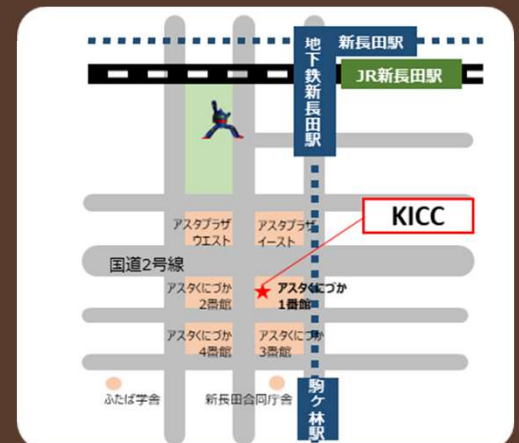 新長田駅
地下鉄新長田駅
JR新長田駅
KICC
アスタプラザ
ウエスト
アスタプラザ
イースト
国道2号線
アスタくにづか
2番館
アスタくにづか
1番館
アスタくにづか
4番館
アスタくにづか
3番館
ふたば学舎
新長田合同庁舎
駒ヶ林駅